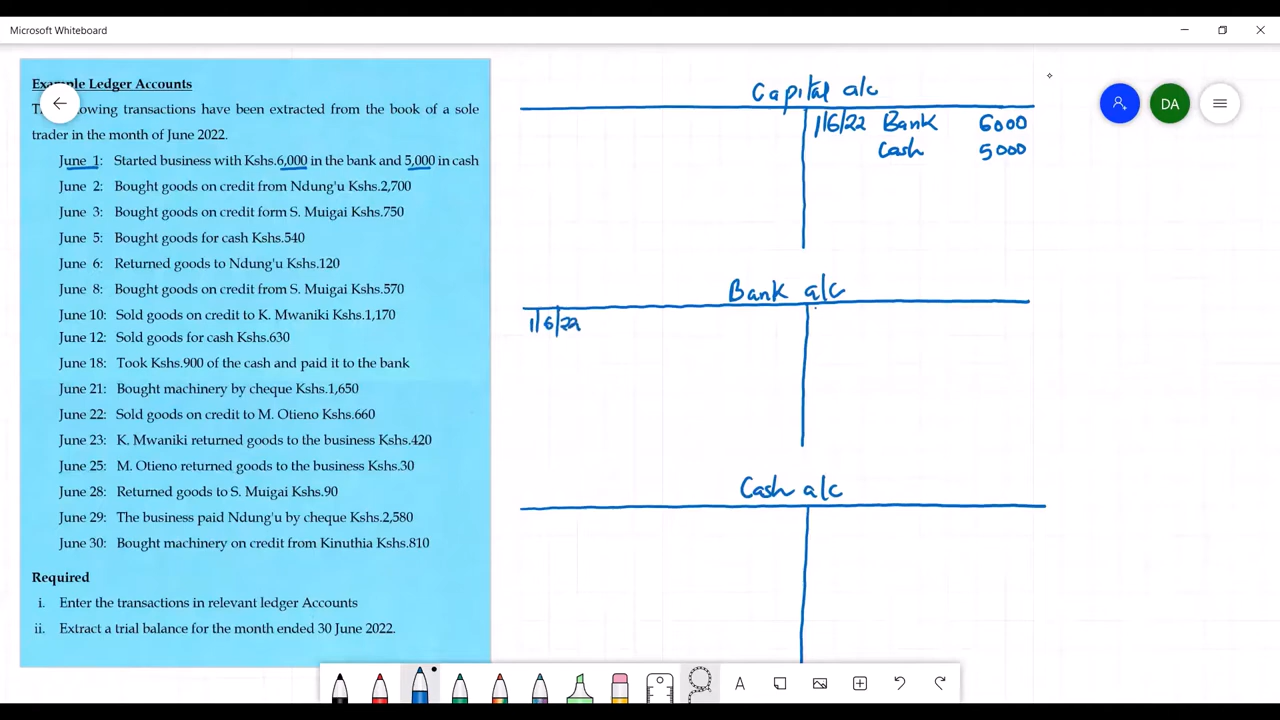 Microsoft Whiteboard
Example Ledger Accounts
The following transactions have been extracted from the book of a sole
trader in the month of June 2022.
June 1: Started business with Kshs.6,000 in the bank and 5,000 in cash
June 2: Bought goods on credit from Ndung'u Kshs.2,700
June 3: Bought goods on credit form S. Muigai Kshs.750
June 5: Bought goods for cash Kshs.540
June 6: Returned goods to Ndung'u Kshs.120
June 8: Bought goods on credit from S. Muigai Kshs.570
June 10: Sold goods on credit to K. Mwaniki Kshs.1,170
June 12: Sold goods for cash Kshs.630
June 18: Took Kshs.900 of the cash and paid it to the bank
June 21: Bought machinery by cheque Kshs.1,650
June 22: Sold goods on credit to M. Otieno Kshs.660
June 23: K. Mwaniki returned goods to the business Kshs.420
June 25: M. Otieno returned goods to the business Kshs.30
June 28: Returned goods to S. Muigai Kshs.90
June 29: The business paid Ndung'u by cheque Kshs.2,580
June 30: Bought machinery on credit from Kinuthia Kshs.810
Required
i. Enter the transactions in relevant ledger Accounts
ii. Extract a trial balance for the month ended 30 June 2022.
Capital a/c
1/6/22 Bank 6000
Cash 5000
Bank a/c
1/6/22
Cash a/c
DA
A